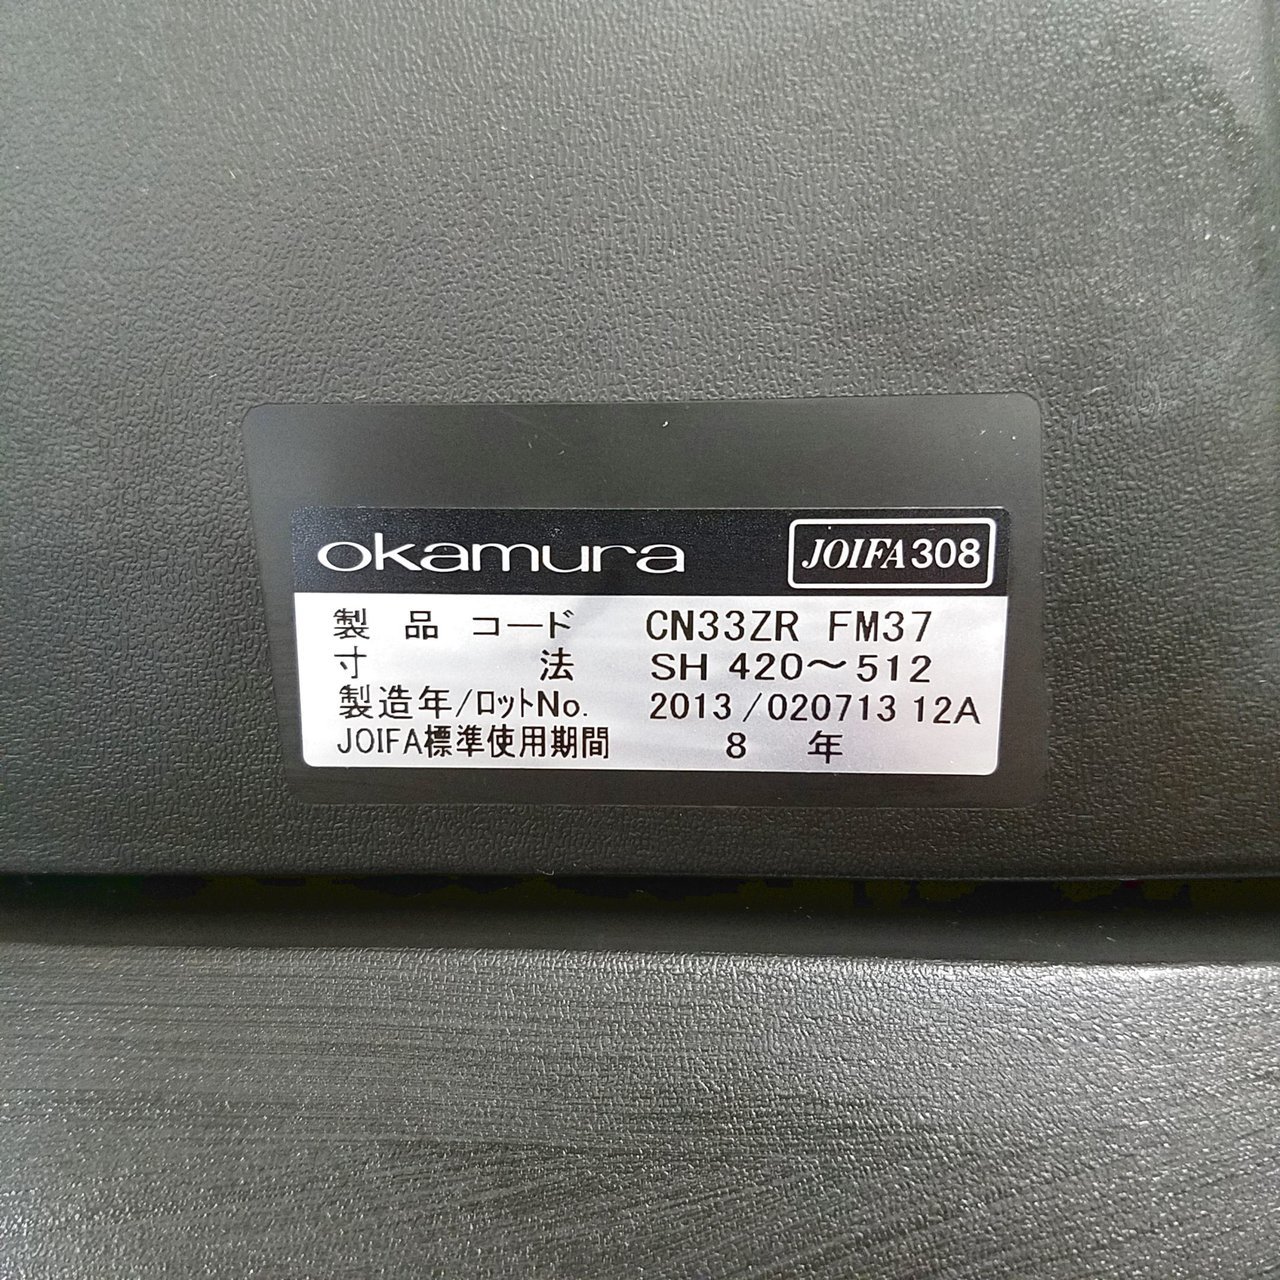 okamura JOIFA308
製品コード CN33ZR FM37
寸法 SH 420～512
製造年/ロットNo. 2013/020713 12A
JOIFA標準使用期間 8 年